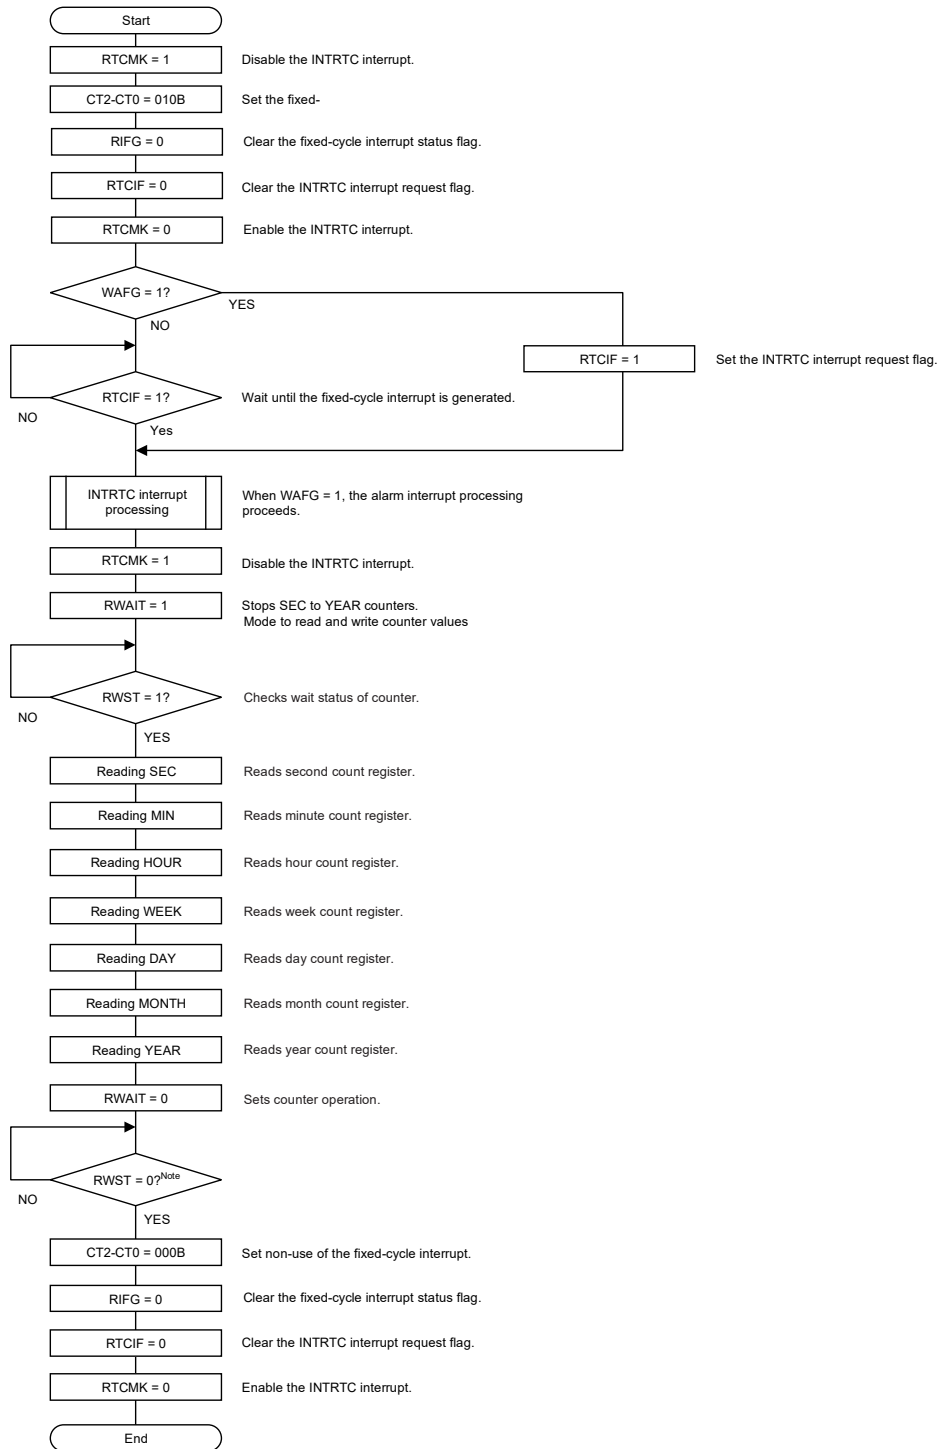 Start
RTCMK = 1 Disable the INTRTC interrupt.
CT2-CT0 = 010B Set the fixed-
RIFG = 0 Clear the fixed-cycle interrupt status flag.
RTCIF = 0 Clear the INTRTC interrupt request flag.
RTCMK = 0 Enable the INTRTC interrupt.
WAFG = 1?
YES
NO
RTCIF = 1 Set the INTRTC interrupt request flag.
RTCIF = 1? Wait until the fixed-cycle interrupt is generated.
NO
Yes
INTRTC interrupt
processing
When WAFG = 1, the alarm interrupt processing
proceeds.
RTCMK = 1 Disable the INTRTC interrupt.
RWAIT = 1 Stops SEC to YEAR counters.
Mode to read and write counter values
RWST = 1? Checks wait status of counter.
NO
YES
Reading SEC Reads second count register.
Reading MIN Reads minute count register.
Reading HOUR Reads hour count register.
Reading WEEK Reads week count register.
Reading DAY Reads day count register.
Reading MONTH Reads month count register.
Reading YEAR Reads year count register.
RWAIT = 0 Sets counter operation.
RWST = 0?Note
NO
YES
CT2-CT0 = 000B Set non-use of the fixed-cycle interrupt.
RIFG = 0 Clear the fixed-cycle interrupt status flag.
RTCIF = 0 Clear the INTRTC interrupt request flag.
RTCMK = 0 Enable the INTRTC interrupt.
End